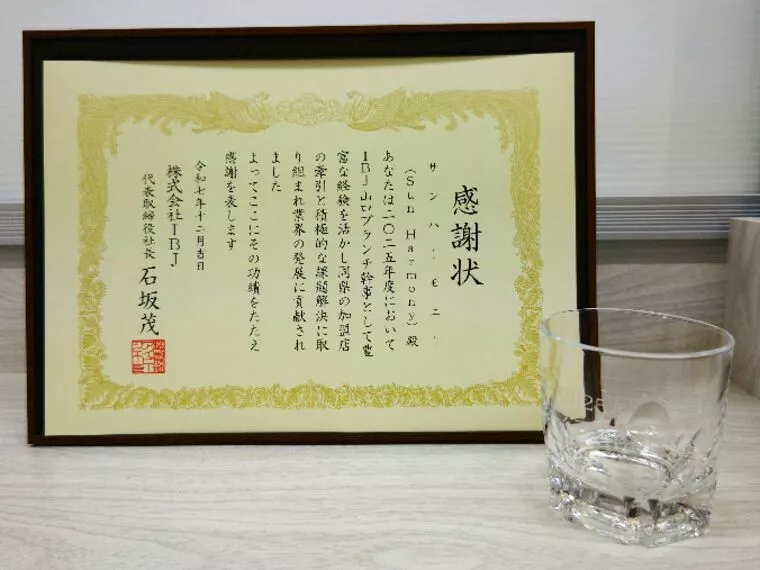 感謝状
サンハーモニー
(Sun Harmony)殿
あなたは二〇二五年度において
IBJ山口ブランチ幹事として豊
富な経験を活かし同県の加盟店
の牽引と積極的な課題解決に取
り組まれ業界の発展に貢献され
ました
よってここにその功績をたたえ
感謝を表します
令和七年十二月吉日
株式会社IBJ
代表取締役社長 石坂茂